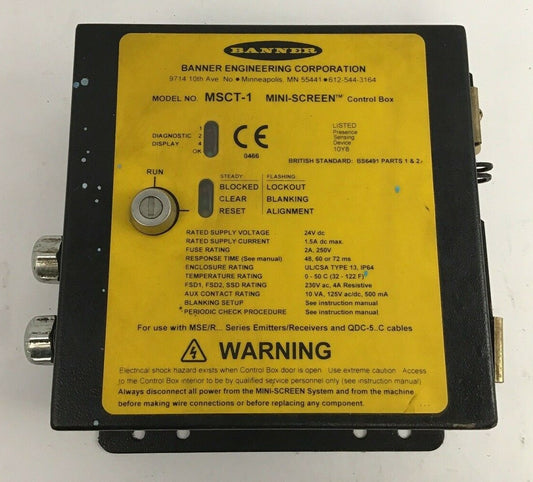 BANNER
BANNER ENGINEERING CORPORATION
9714 10th Ave No • Minneapolis, MN 55441 • 612-544-3164
MODEL NO. MSCT-1 MINI-SCREEN™ Control Box
1
DIAGNOSTIC 2
DISPLAY 4
OK
CE
0466
LISTED
Presence
Sensing
Device
10Y8
BRITISH STANDARD: BS6491 PARTS 1 & 2
RUN
STEADY: FLASHING:
BLOCKED LOCKOUT
CLEAR BLANKING
RESET ALIGNMENT
RATED SUPPLY VOLTAGE 24V dc
RATED SUPPLY CURRENT 1.5A dc max.
FUSE RATING 2A, 250V
RESPONSE TIME (See manual) 48, 60 or 72 ms
ENCLOSURE RATING UL/CSA TYPE 13, IP64
TEMPERATURE RATING 0 - 50 C (32 - 122 F)
FSD1, FSD2, SSD RATING 230V ac, 4A Resistive
AUX CONTACT RATING 10 VA, 125V ac/dc, 500 mA
BLANKING SETUP See instruction manual
PERIODIC CHECK PROCEDURE See instruction manual
For use with MSE/R... Series Emitters/Receivers and QDC-5..C cables
WARNING
Electrical shock hazard exists when Control Box door is open. Use extreme caution. Access
to the Control Box interior to be by qualified service personnel only (see instruction manual)
Always disconnect all power from the MINI-SCREEN System and from the machine
before making wire connections or before replacing any component.